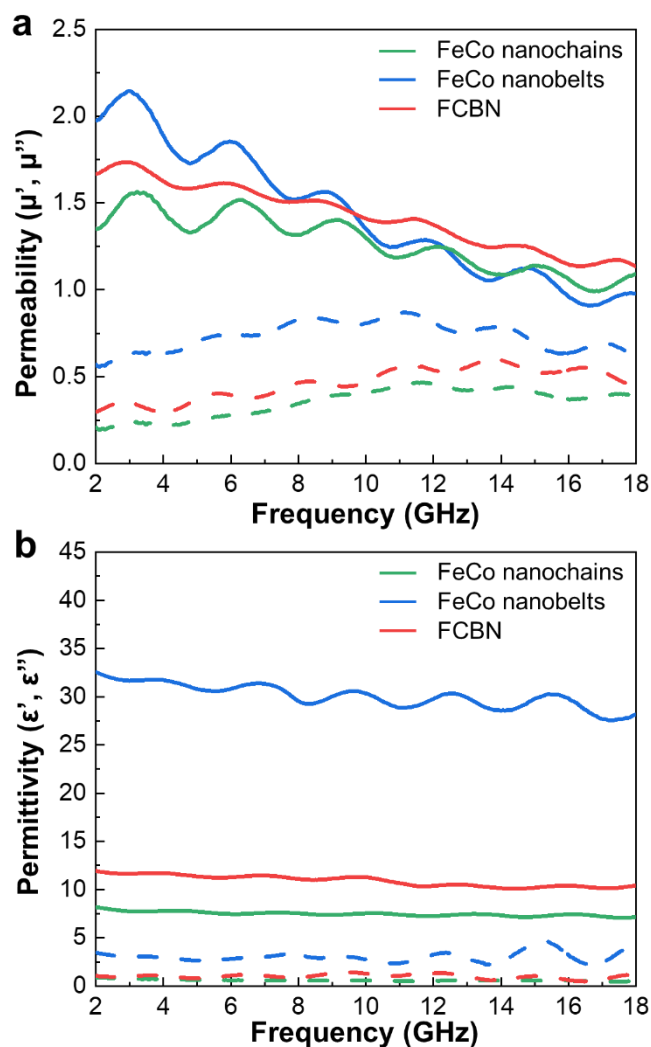 a
Permeability (μ', μ'')
2.5
2.0
1.5
1.0
0.5
0.0
FeCo nanochains
FeCo nanobelts
FCBN
2 4 6 8 10 12 14 16 18
Frequency (GHz)
b
Permittivity (ε', ε'')
45
40
35
30
25
20
15
10
5
0
FeCo nanochains
FeCo nanobelts
FCBN
2 4 6 8 10 12 14 16 18
Frequency (GHz)